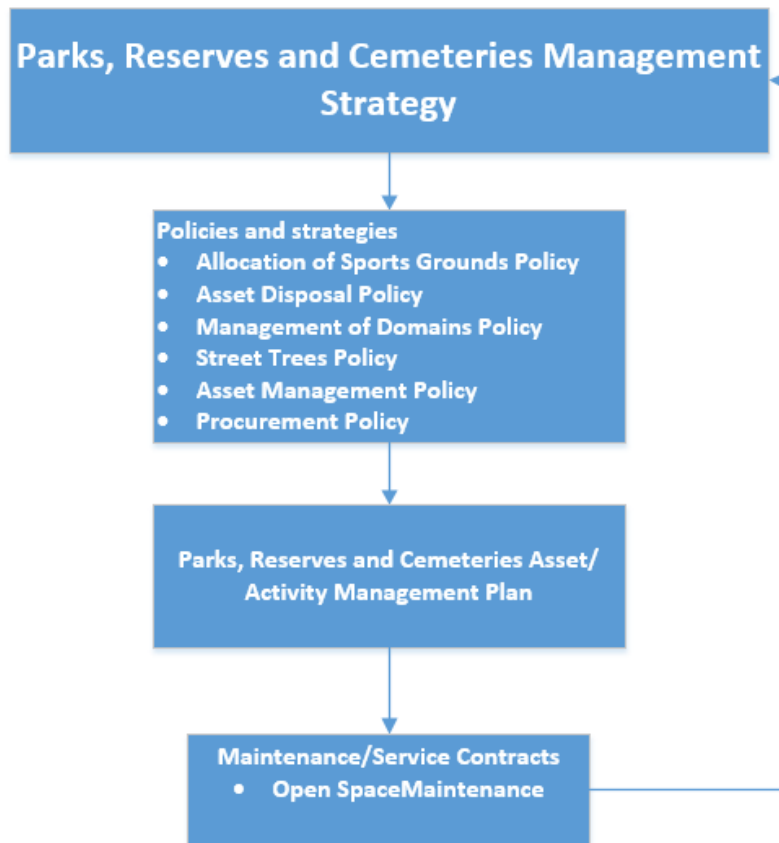 Parks, Reserves and Cemeteries Management
Strategy
Policies and strategies
• Allocation of Sports Grounds Policy
• Asset Disposal Policy
• Management of Domains Policy
• Street Trees Policy
• Asset Management Policy
• Procurement Policy
Parks, Reserves and Cemeteries Asset/
Activity Management Plan
Maintenance/Service Contracts
• Open SpaceMaintenance